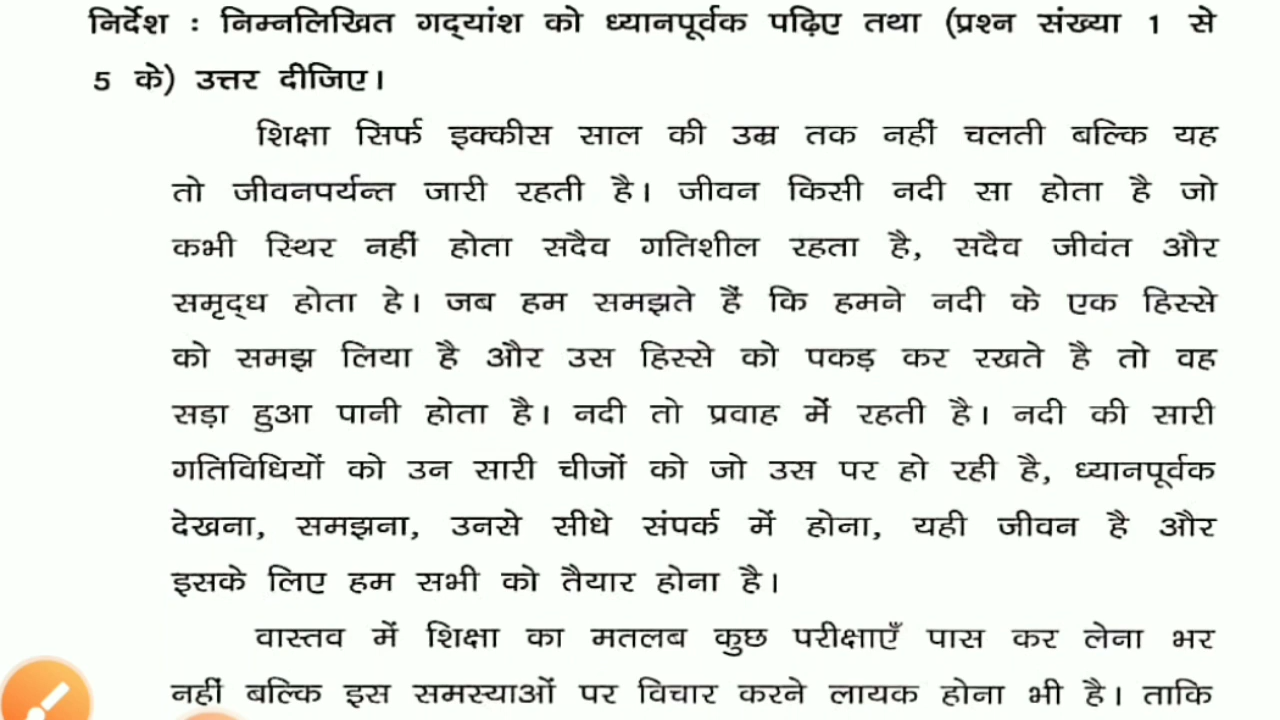 निर्देश : निम्नलिखित गद्‌यांश को ध्यानपूर्वक पढ़िए तथा (प्रश्न संख्या 1 से
5 के) उत्तर दीजिए।
शिक्षा सिर्फ इक्कीस साल की उम्र तक नहीं चलती बल्कि यह
तो जीवनपर्यन्त जारी रहती है। जीवन किसी नदी सा होता है जो
कभी स्थिर नहीं होता सदैव गतिशील रहता है, सदैव जीवंत और
समृद्‌ध होता हे। जब हम समझते हैं कि हमने नदी के एक हिस्से
को समझ लिया है और उस हिस्से को पकड़ कर रखते है तो वह
सड़ा हुआ पानी होता है। नदी तो प्रवाह में रहती है। नदी की सारी
गतिविधियों को उन सारी चीजों को जो उस पर हो रही है, ध्यानपूर्वक
देखना, समझना, उनसे सीधे संपर्क में होना, यही जीवन है और
इसके लिए हम सभी को तैयार होना है।
वास्तव में शिक्षा का मतलब कुछ परीक्षाएँ पास कर लेना भर
नहीं बल्कि इस समस्याओं पर विचार करने लायक होना भी है। ताकि